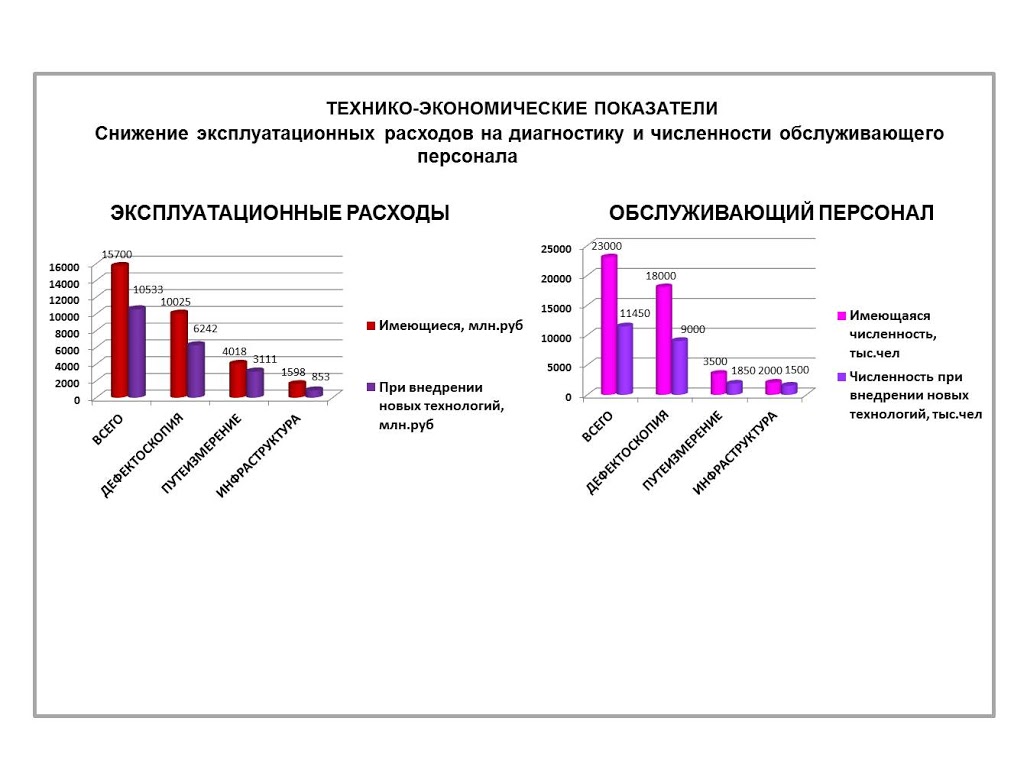 ТЕХНИКО-ЭКОНОМИЧЕСКИЕ ПОКАЗАТЕЛИ
Снижение эксплуатационных расходов на диагностику и численности обслуживающего
персонала
ЭКСПЛУАТАЦИОННЫЕ РАСХОДЫ
15700
16000
14000
12000
10000
8000
6000
4000
2000
0
10533
10025
6242
4018
3111
1598
853
ВСЕГО
ДЕФЕКТОСКОПИЯ
ПУТЕИЗМЕРЕНИЕ
ИНФРАСТРУКТУРА
Имеющиеся, млн.руб
При внедрении
новых технологий,
млн.руб
ОБСЛУЖИВАЮЩИЙ ПЕРСОНАЛ
25000
20000
15000
10000
5000
0
23000
11450
18000
9000
3500
1850
2000
1500
ВСЕГО
ДЕФЕКТОСКОПИЯ
ПУТЕИЗМЕРЕНИЕ
ИНФРАСТРУКТУРА
Имеющаяся
численность,
тыс.чел
Численность при
внедрении новых
технологий, тыс.чел